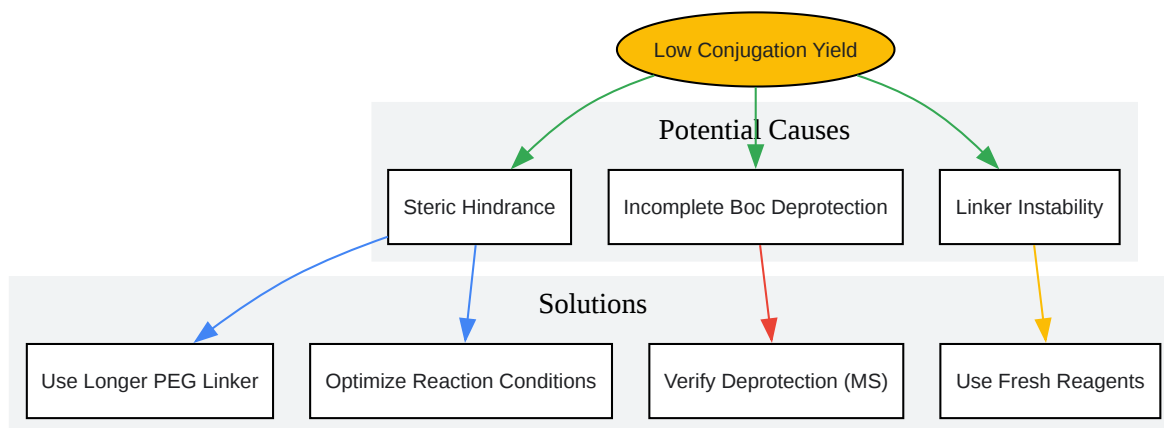 Low Conjugation Yield
Potential Causes
Steric Hindrance
Incomplete Boc Deprotection
Linker Instability
Solutions
Use Longer PEG Linker
Optimize Reaction Conditions
Verify Deprotection (MS)
Use Fresh Reagents